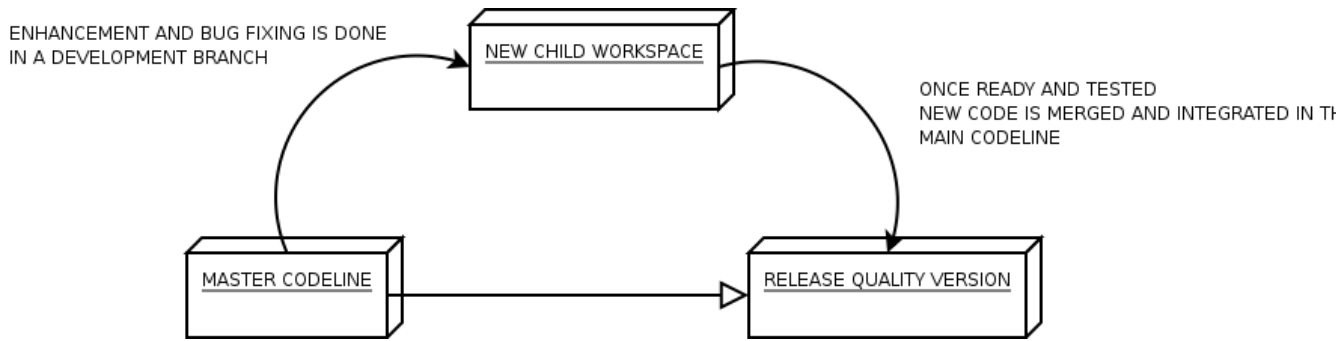 ENHANCEMENT AND BUG FIXING IS DONE
IN A DEVELOPMENT BRANCH
NEW CHILD WORKSPACE
ONCE READY AND TESTED
NEW CODE IS MERGED AND INTEGRATED IN
MAIN CODELINE
MASTER CODELINE
RELEASE QUALITY VERSION